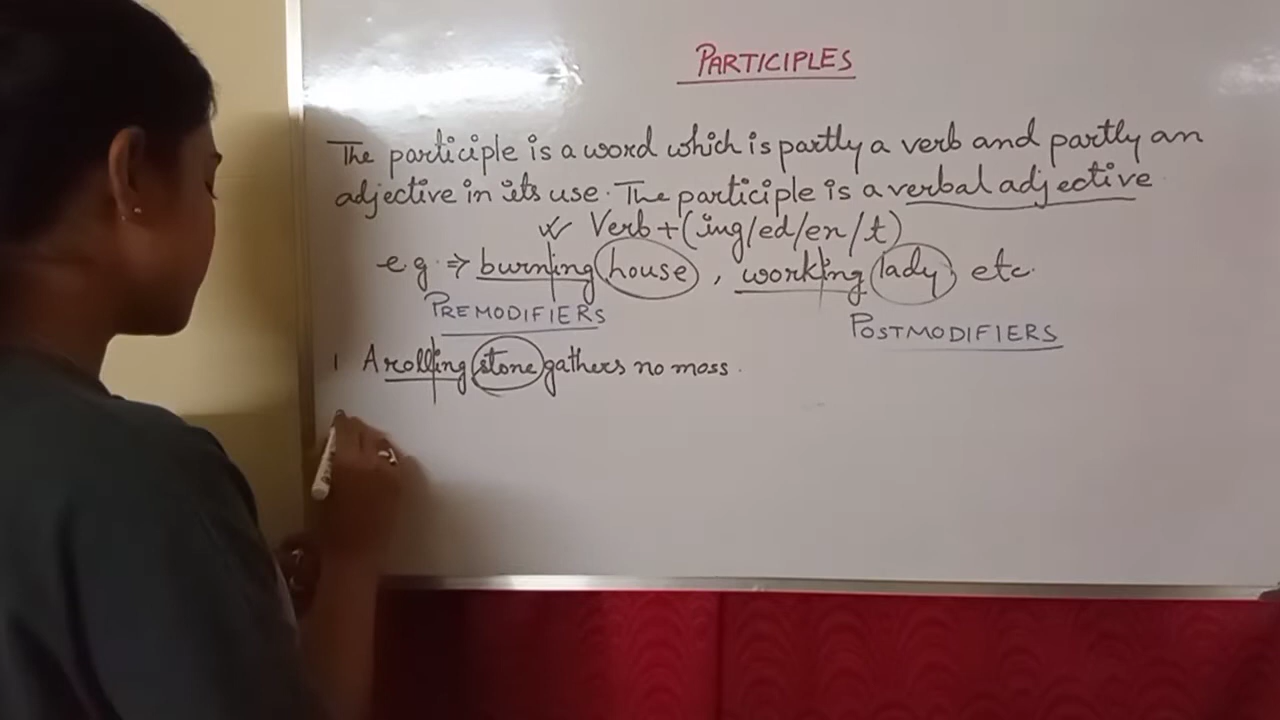 PARTICIPLES
The participle is a word which is partly a verb and partly an
adjective in its use. The participle is a verbal adjective.
Verb + (ing/ed/en/t)
e.g. ⇒ burning house, working lady, etc.
PREMODIFIERS
POSTMODIFIERS
1 A rolling stone gathers no moss.